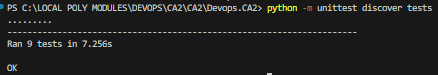 PS C:\LOCAL POLY MODULES\DEVOPS\CA2\CA2\Devops.CA2> python -m unittest discover tests
.........
----------------------------------------------------------------------
Ran 9 tests in 7.256s
OK